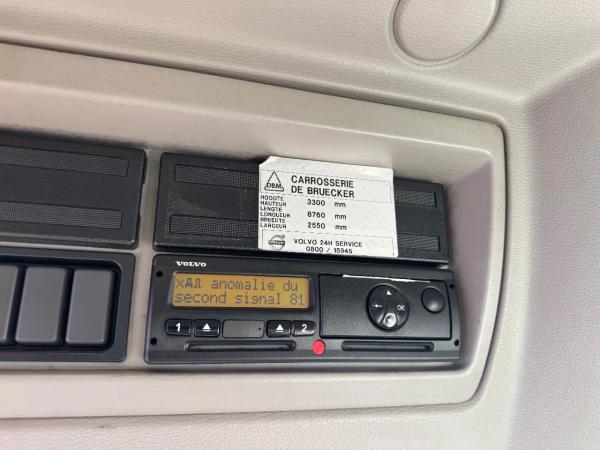 DBM
CARROSSERIE
DE BRUECKER
HOOGTE
HAUTEUR 3300 mm
LENGTE
LONGUEUR 8760 mm
BREEDTE
LARGEUR 2550 mm
VOLVO 24H SERVICE
0800 / 15945
VOLVO
anomalie du
second signal 81
1 2
OK